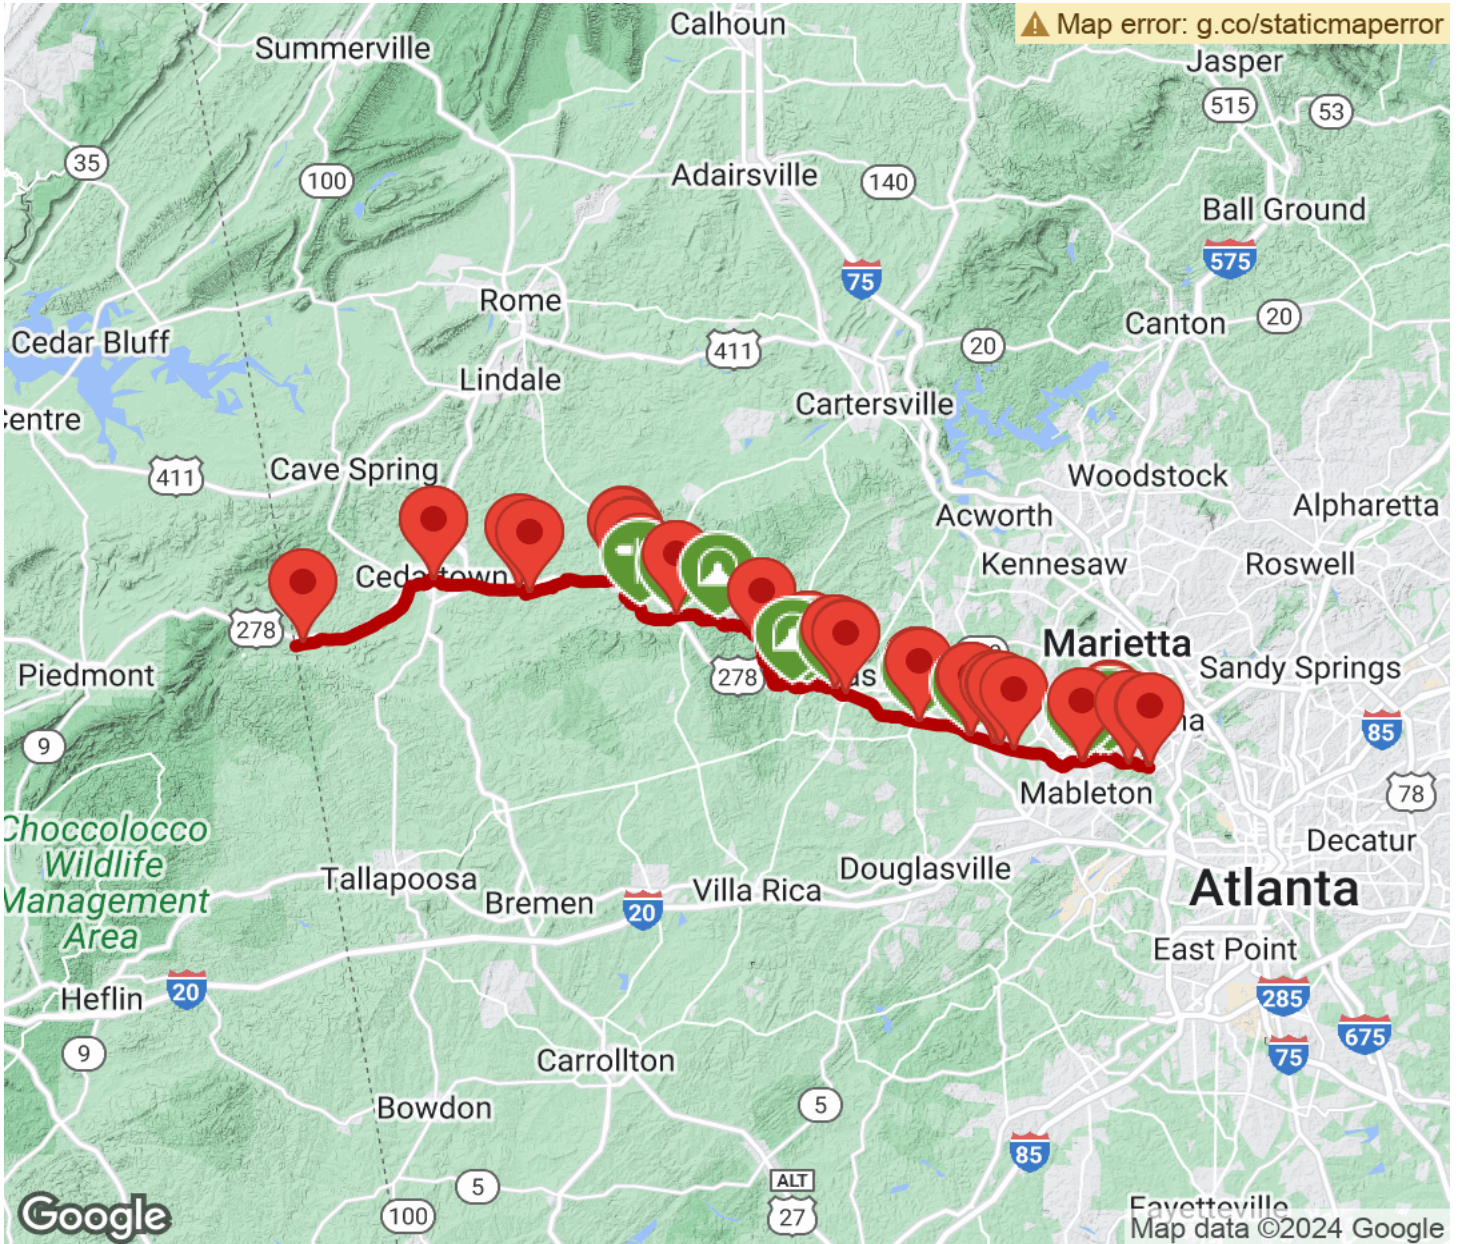 Map error: g.co/staticmaperror
Calhoun
Summerville
Jasper
515
53
35
100
Adairsville
140
Ball Ground
575
75
Rome
Cedar Bluff
411
20
Canton
20
Lindale
Cartersville
Centre
Cave Spring
411
Woodstock
Alpharetta
Acworth
Kennesaw
Roswell
Cedartown
278
Marietta
Piedmont
278
Sandy Springs
9
85
Mableton
78
Choccolocco
Wildlife
Management
Area
Decatur
Tallapoosa
Bremen
20
Villa Rica
Douglasville
Atlanta
East Point
Heflin
20
285
9
675
75
Carrollton
Bowdon
5
85
5
ALT
27
100
Fayetteville
Google
Map data ©2024 Google